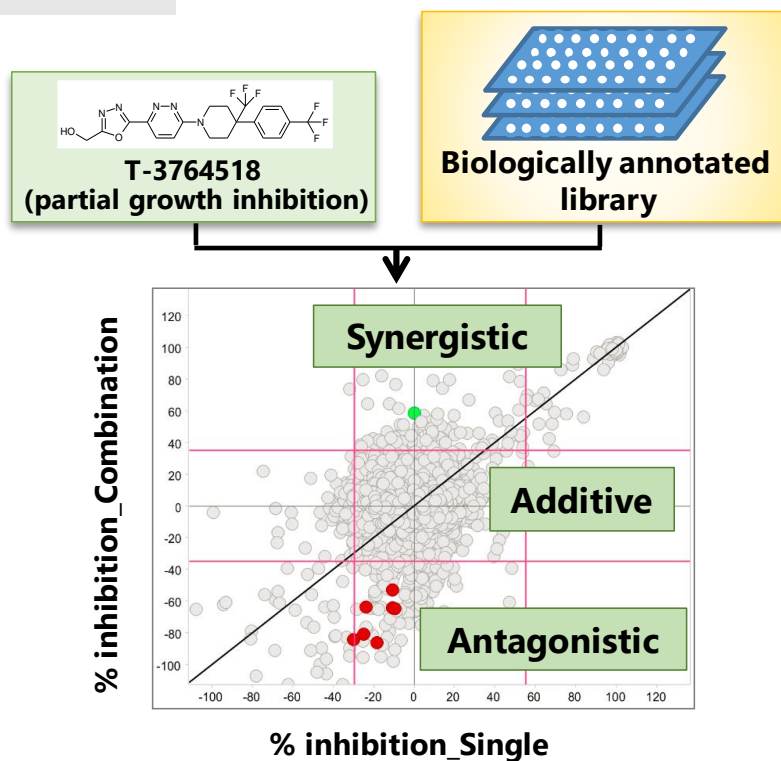 F
F F
F
F
F
N N
N N
N
O
HO
T-3764518
(partial growth inhibition)
Biologically annotated
library
% inhibition_Combination
120
100
80
60
40
20
0
-20
-40
-60
-80
-100
Synergistic
Additive
Antagonistic
-100 -80 -60 -40 -20 0 20 40 60 80 100 120
% inhibition_Single